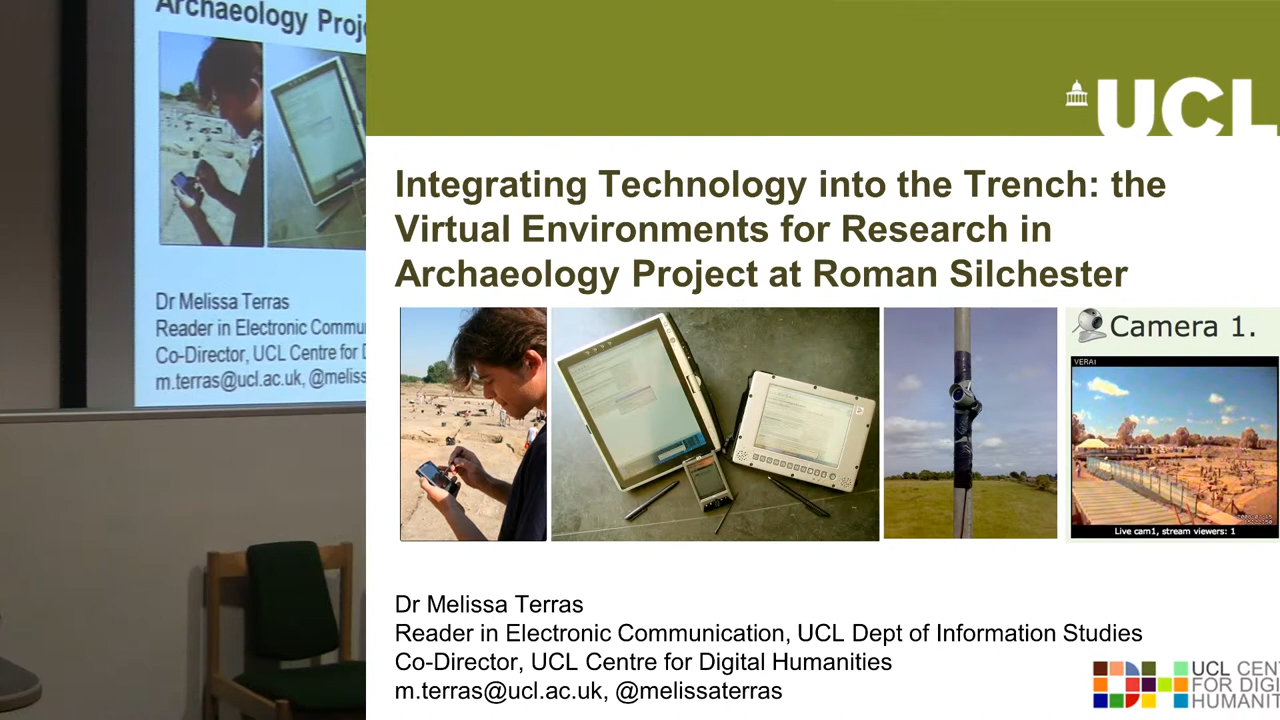 Archaeology Proj
Dr Melissa Terras
Reader in Electronic Commu
Co-Director, UCL Centre for D
m.terras@ucl.ac.uk, @meliss
UCL
Integrating Technology into the Trench: the
Virtual Environments for Research in
Archaeology Project at Roman Silchester
Camera 1.
VERA1
Live cam1, stream viewers: 1
Dr Melissa Terras
Reader in Electronic Communication, UCL Dept of Information Studies
Co-Director, UCL Centre for Digital Humanities
m.terras@ucl.ac.uk, @melissaterras
UCL CENT
FOR DIGI
HUMANIT